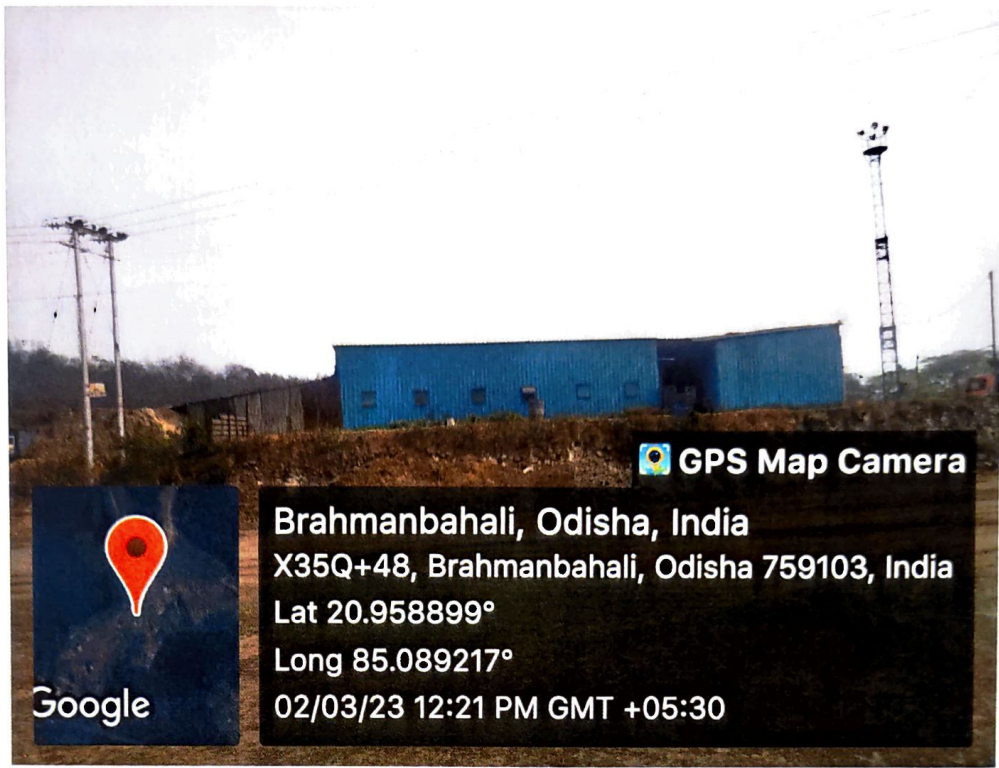 GPS Map Camera
Brahmanbahali, Odisha, India
X35Q+48, Brahmanbahali, Odisha 759103, India
Lat 20.958899°
Long 85.089217°
02/03/23 12:21 PM GMT +05:30
Google